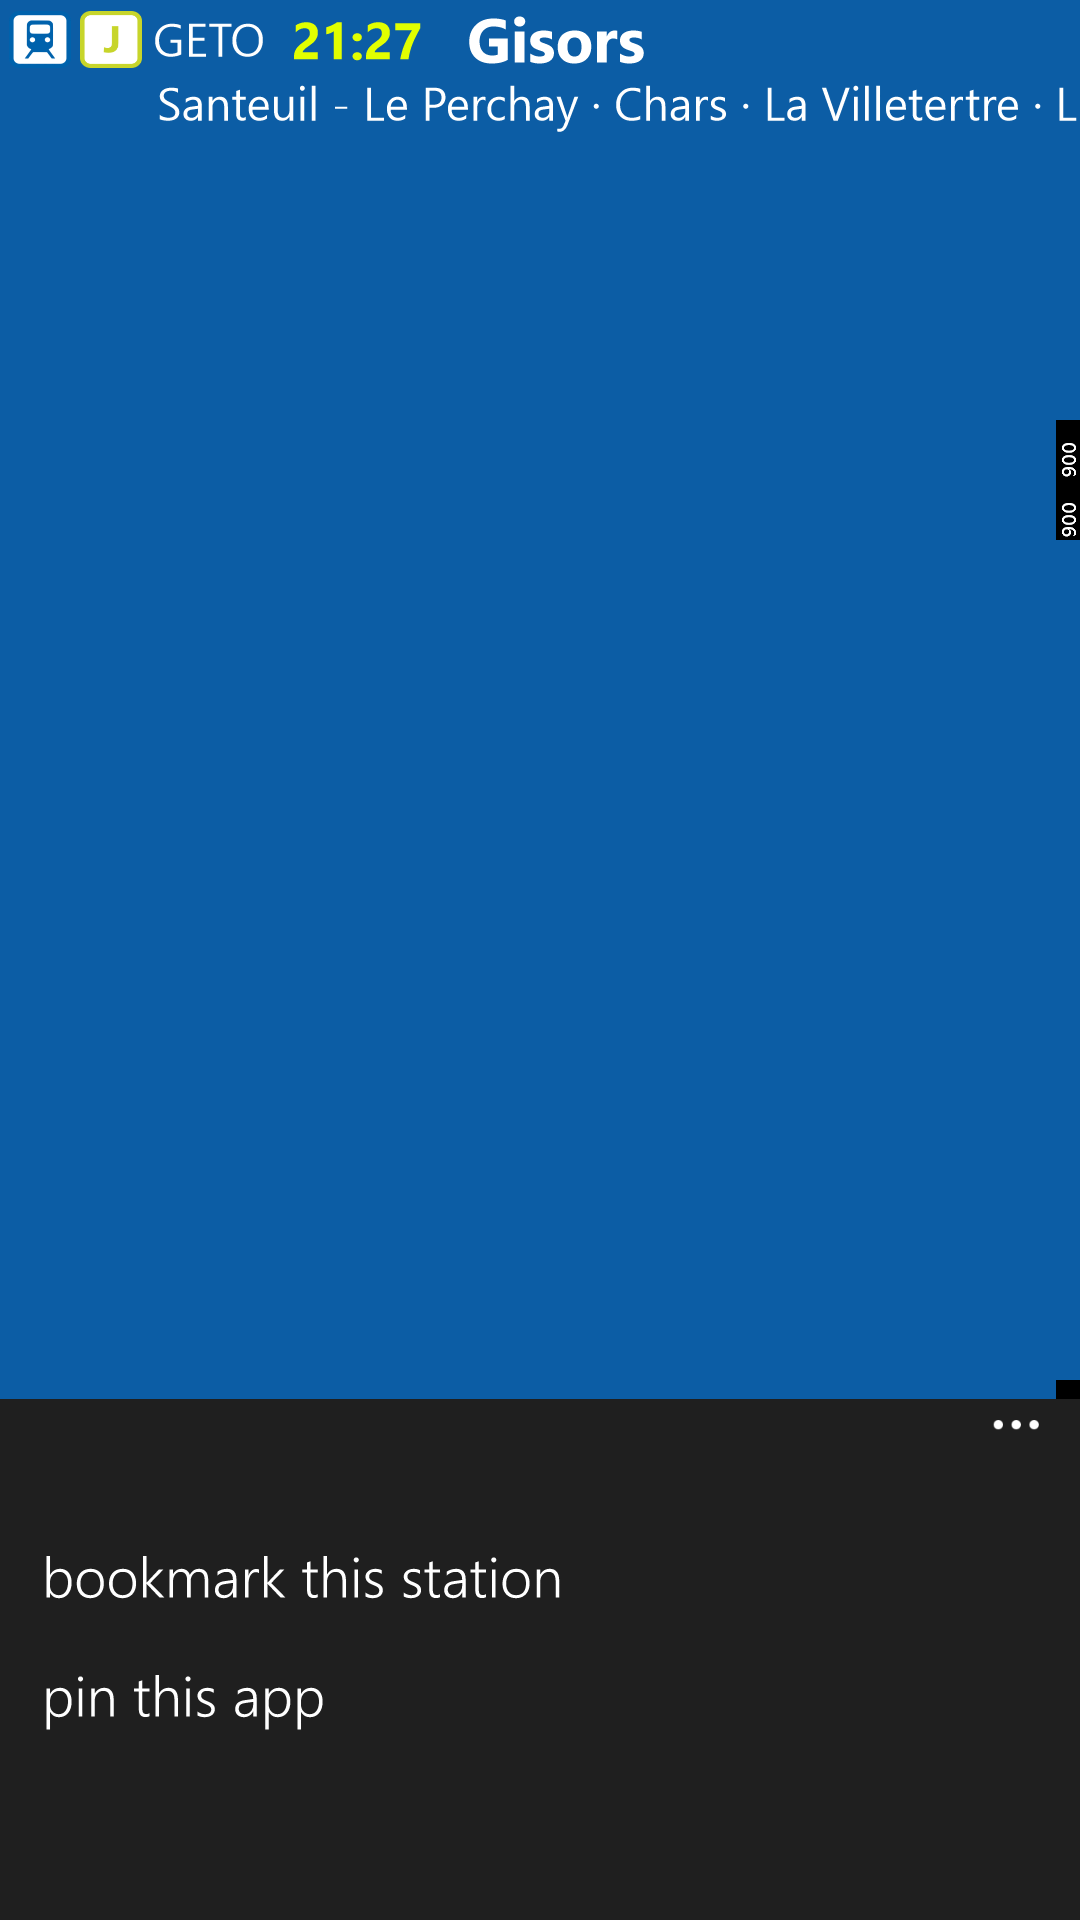 J GETO 21:27 Gisors
Santeuil - Le Perchay · Chars · La Villetertre · L
900
900
bookmark this station
pin this app